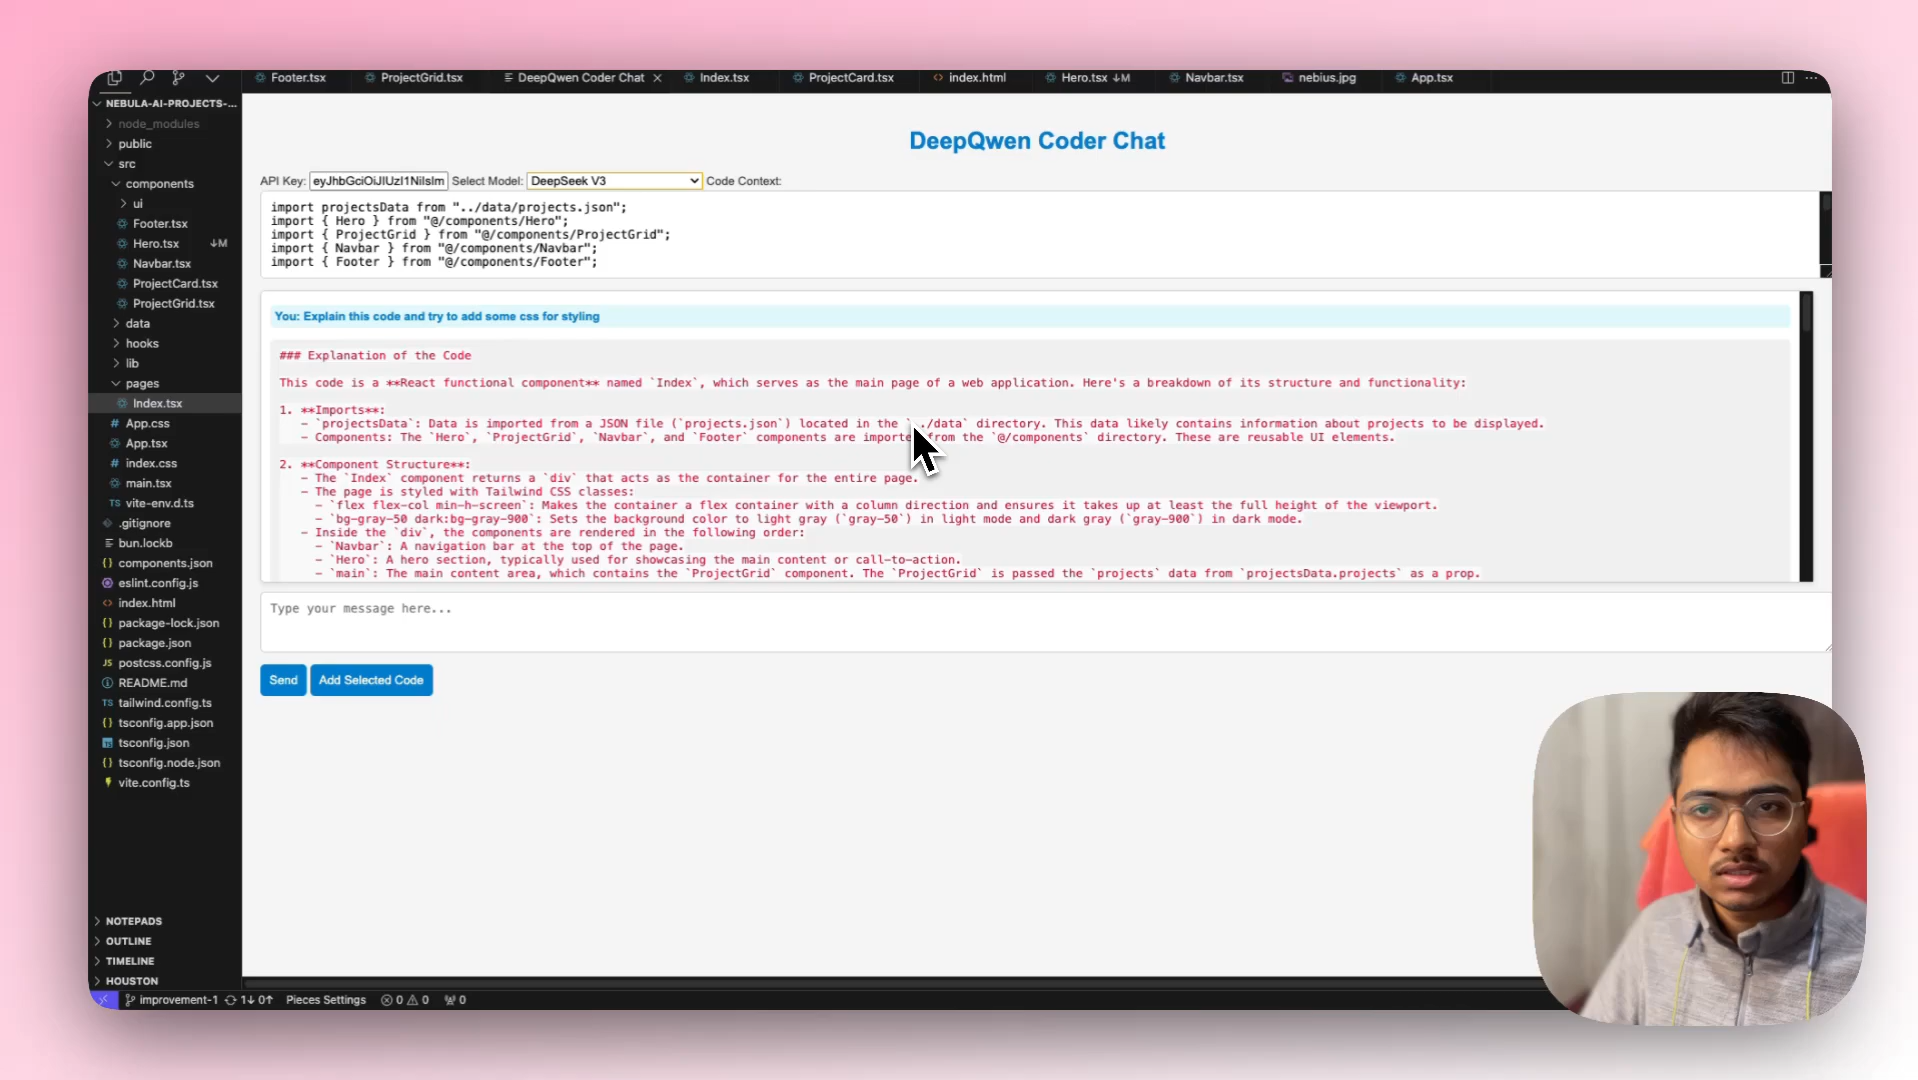 Footer.tsx
ProjectGrid.tsx
DeepQwen Coder Chat
Index.tsx
ProjectCard.tsx
index.html
Hero.tsx ↓M
Navbar.tsx
nebius.jpg
App.tsx
NEBULA-AI-PROJECTS-...
node_modules
public
src
components
ui
Footer.tsx
Hero.tsx ↓M
Navbar.tsx
ProjectCard.tsx
ProjectGrid.tsx
data
hooks
lib
pages
Index.tsx
# App.css
App.tsx
# index.css
main.tsx
TS vite-env.d.ts
.gitignore
bun.lockb
{} components.json
eslint.config.js
<> index.html
{} package-lock.json
{} package.json
JS postcss.config.js
README.md
TS tailwind.config.ts
{} tsconfig.app.json
tsconfig.json
{} tsconfig.node.json
vite.config.ts
NOTEPADS
OUTLINE
TIMELINE
HOUSTON
DeepQwen Coder Chat
API Key: Select Model: DeepSeek V3 Code Context:
import projectsData from "../data/projects.json";
import { Hero } from "@/components/Hero";
import { ProjectGrid } from "@/components/ProjectGrid";
import { Navbar } from "@/components/Navbar";
import { Footer } from "@/components/Footer";
You: Explain this code and try to add some css for styling
### Explanation of the Code
This code is a **React functional component** named `Index`, which serves as the main page of a web application. Here's a breakdown of its structure and functionality:
1. **Imports**:
- `projectsData`: Data is imported from a JSON file (`projects.json`) located in the `../data` directory. This data likely contains information about projects to be displayed.
- Components: The `Hero`, `ProjectGrid`, `Navbar`, and `Footer` components are imported from the `@/components` directory. These are reusable UI elements.
2. **Component Structure**:
- The `Index` component returns a `div` that acts as the container for the entire page.
- The page is styled with Tailwind CSS classes:
- `flex flex-col min-h-screen`: Makes the container a flex container with a column direction and ensures it takes up at least the full height of the viewport.
- `bg-gray-50 dark:bg-gray-900`: Sets the background color to light gray (`gray-50`) in light mode and dark gray (`gray-900`) in dark mode.
- Inside the `div`, the components are rendered in the following order:
- `Navbar`: A navigation bar at the top of the page.
- `Hero`: A hero section, typically used for showcasing the main content or call-to-action.
- `main`: The main content area, which contains the `ProjectGrid` component. The `ProjectGrid` is passed the `projects` data from `projectsData.projects` as a prop.
Type your message here...
Send
Add Selected Code
improvement-1 1↓ 0↑ Pieces Settings 0 0 0